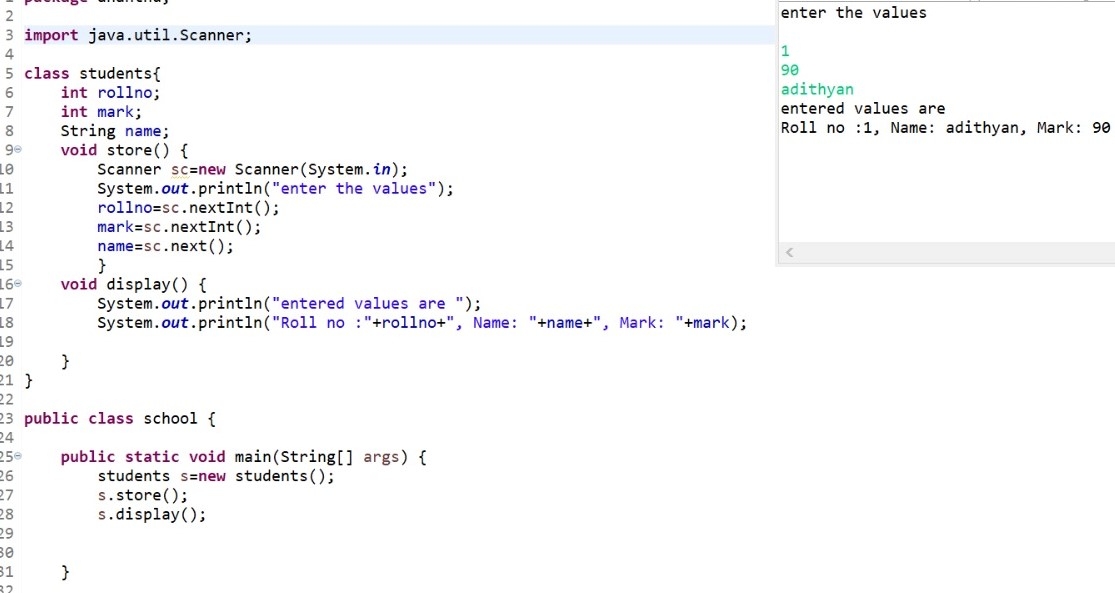 2
3 import java.util.Scanner;
4
5 class students{
6 int rollno;
7 int mark;
8 String name;
9 void store() {
10 Scanner sc=new Scanner(System.in);
11 System.out.println("enter the values");
12 rollno=sc.nextInt();
13 mark=sc.nextInt();
14 name=sc.next();
15 }
16 void display() {
17 System.out.println("entered values are ");
18 System.out.println("Roll no :"+rollno+", Name: "+name+", Mark: "+mark);
19
20 }
21 }
22
23 public class school {
24
25 public static void main(String[] args) {
26 students s=new students();
27 s.store();
28 s.display();
29
30
31 }
32
enter the values
1
90
adithyan
entered values are
Roll no :1, Name: adithyan, Mark: 90